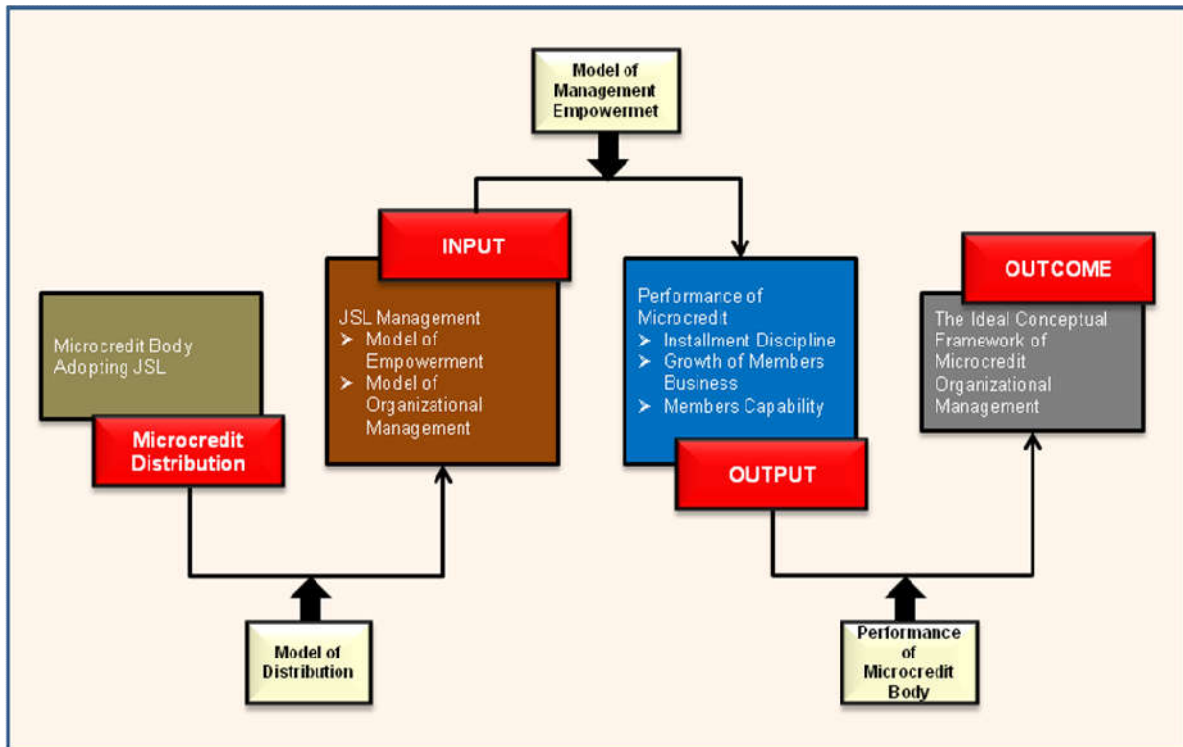 Model of
Management
Empowermet
INPUT
OUTCOME
Microcredit Body
Adopting JSL
Microcredit
Distribution
JSL Management
➢ Model of
Empowerment
➢ Model of
Organizational
Management
Performance of
Microcredit
➢ Installment Discipline
➢ Growth of Members
Business
➢ Members Capability
OUTPUT
The Ideal Conceptual
Framework of
Microcredit
Organizational
Management
Model of
Distribution
Performance
of
Microcredit
Body